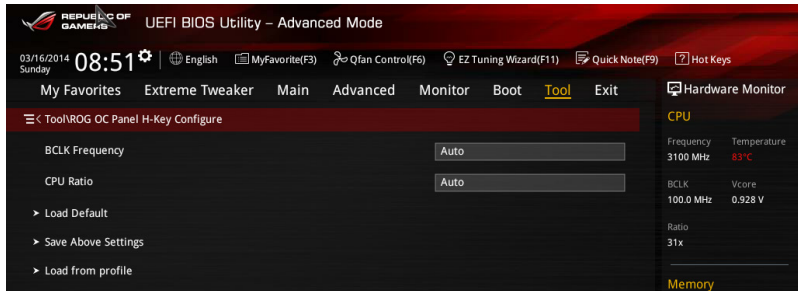 REPUBLIC OF
GAMERS
UEFI BIOS Utility – Advanced Mode
03/16/2014
Sunday
08:51
English
MyFavorite(F3)
Qfan Control(F6)
EZ Tuning Wizard(F11)
Quick Note(F9)
? Hot Keys
My Favorites
Extreme Tweaker
Main
Advanced
Monitor
Boot
Tool
Exit
Hardware Monitor
< Tool\ROG OC Panel H-Key Configure
BCLK Frequency
Auto
CPU Ratio
Auto
> Load Default
> Save Above Settings
> Load from profile
CPU
Frequency Temperature
3100 MHz 83°C
BCLK Vcore
100.0 MHz 0.928 V
Ratio
31x
Memory